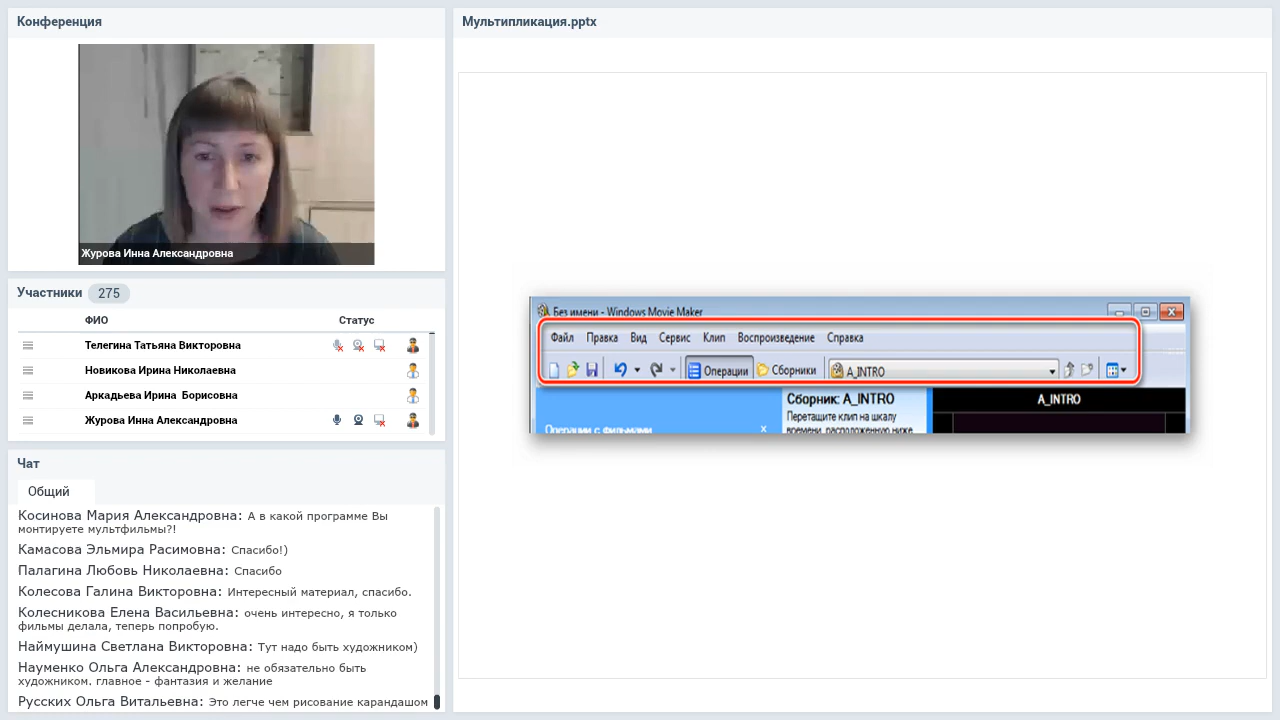 Конференция
Журова Инна Александровна
Участники 275
ФИО Статус
Телегина Татьяна Викторовна
Новикова Ирина Николаевна
Аркадьева Ирина Борисовна
Журова Инна Александровна
Чат
Общий
Косинова Мария Александровна: А в какой программе Вы
монтируете мультфильмы?!
Камасова Эльмира Расимовна: Спасибо!)
Палагина Любовь Николаевна: Спасибо
Колесова Галина Викторовна: Интересный материал, спасибо.
Колесникова Елена Васильевна: очень интересно, я только
фильмы делала, теперь попробую.
Наймушина Светлана Викторовна: Тут надо быть художником)
Науменко Ольга Александровна: не обязательно быть
художником. главное - фантазия и желание
Русских Ольга Витальевна: Это легче чем рисование карандашом
Мультипликация.pptx
Без имени - Windows Movie Maker
Файл Правка Вид Сервис Клип Воспроизведение Справка
Операции Сборники A_INTRO
Сборник: A_INTRO
Перетащите клип на шкалу
времени, расположенную ниже
Операции с фильмами x
A_INTRO